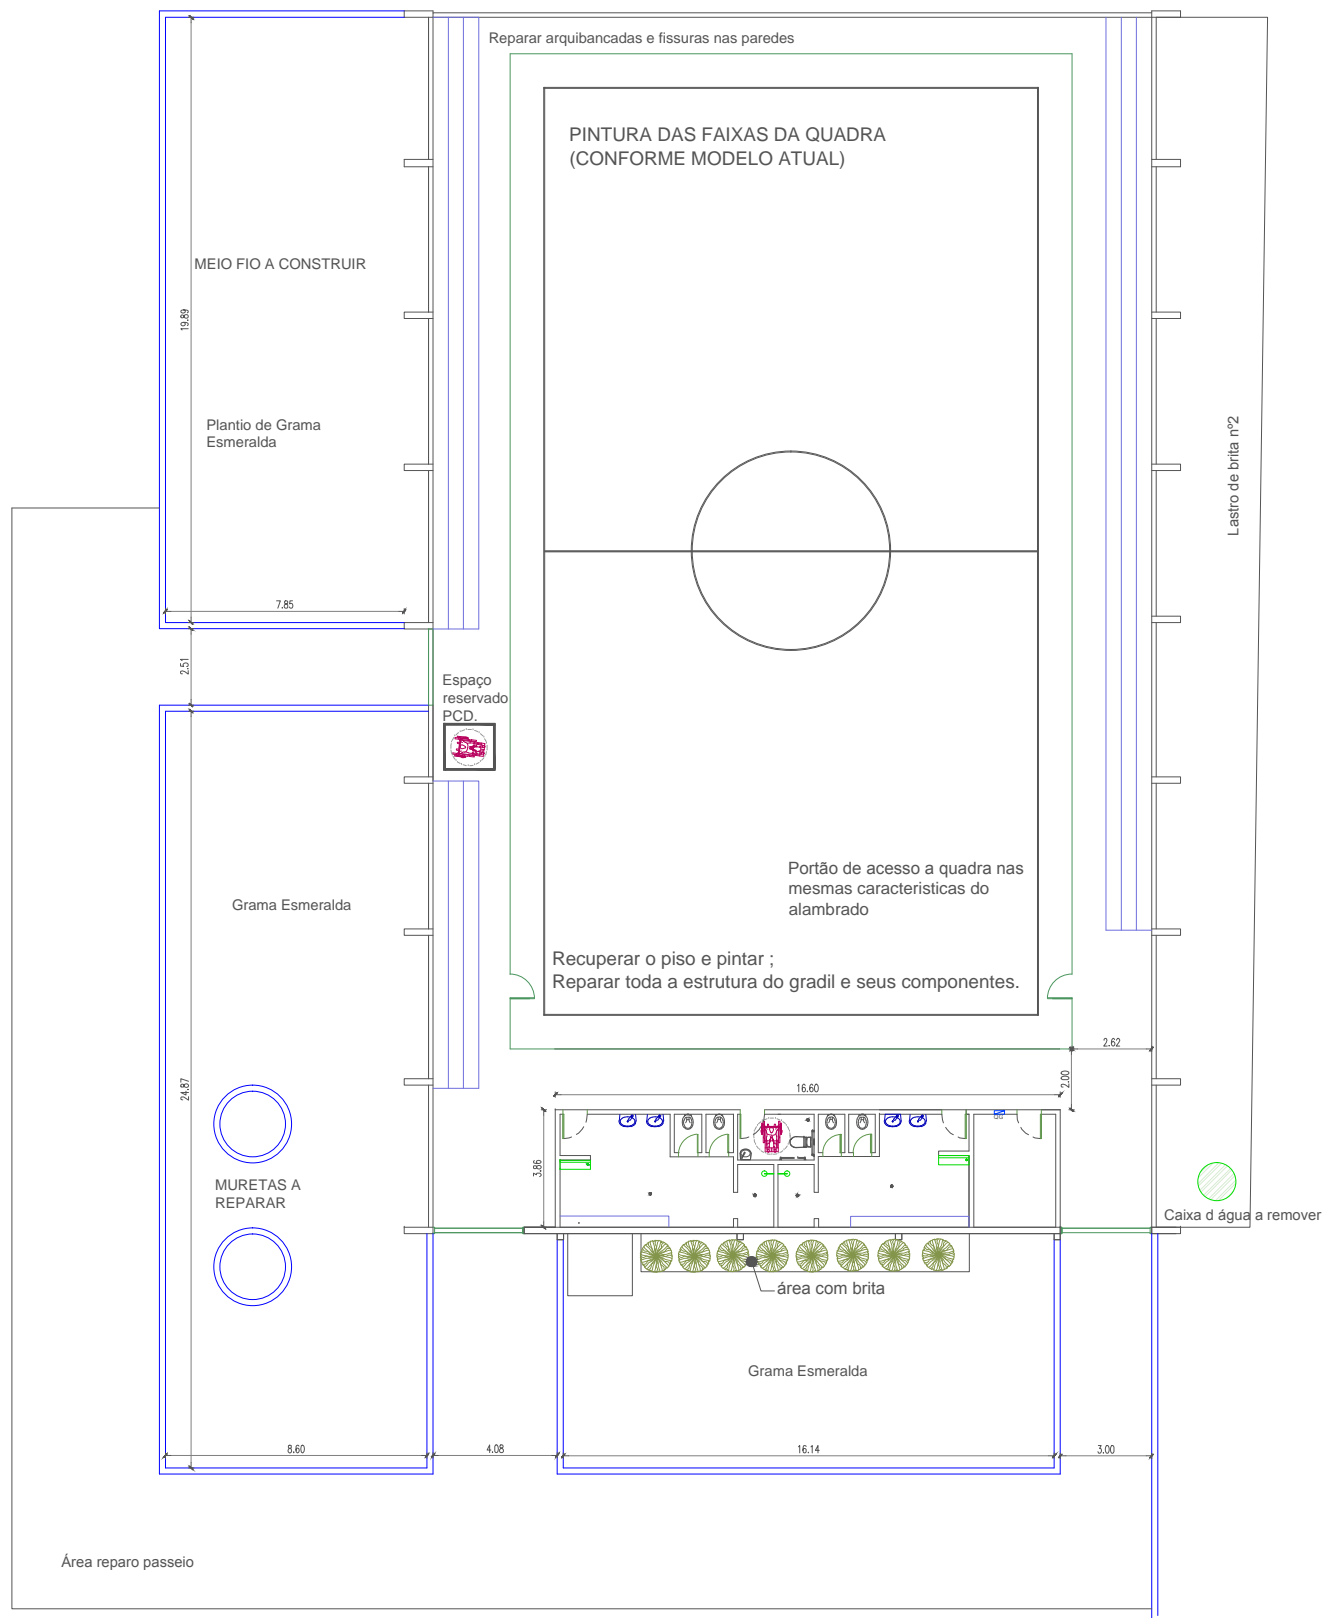 Reparar arquibancadas e fissuras nas paredes
PINTURA DAS FAIXAS DA QUADRA
(CONFORME MODELO ATUAL)
MEIO FIO A CONSTRUIR
19.89
Plantio de Grama
Esmeralda
Lastro de brita nº2
7.85
2.51
Espaço
reservado
PCD.
Portão de acesso a quadra nas
mesmas caracteristicas do
alambrado
Grama Esmeralda
Recuperar o piso e pintar ;
Reparar toda a estrutura do gradil e seus componentes.
2.62
2.00
16.60
24.87
3.86
MURETAS A
REPARAR
Caixa d água a remover
área com brita
Grama Esmeralda
8.60
4.08
16.14
3.00
Área reparo passeio